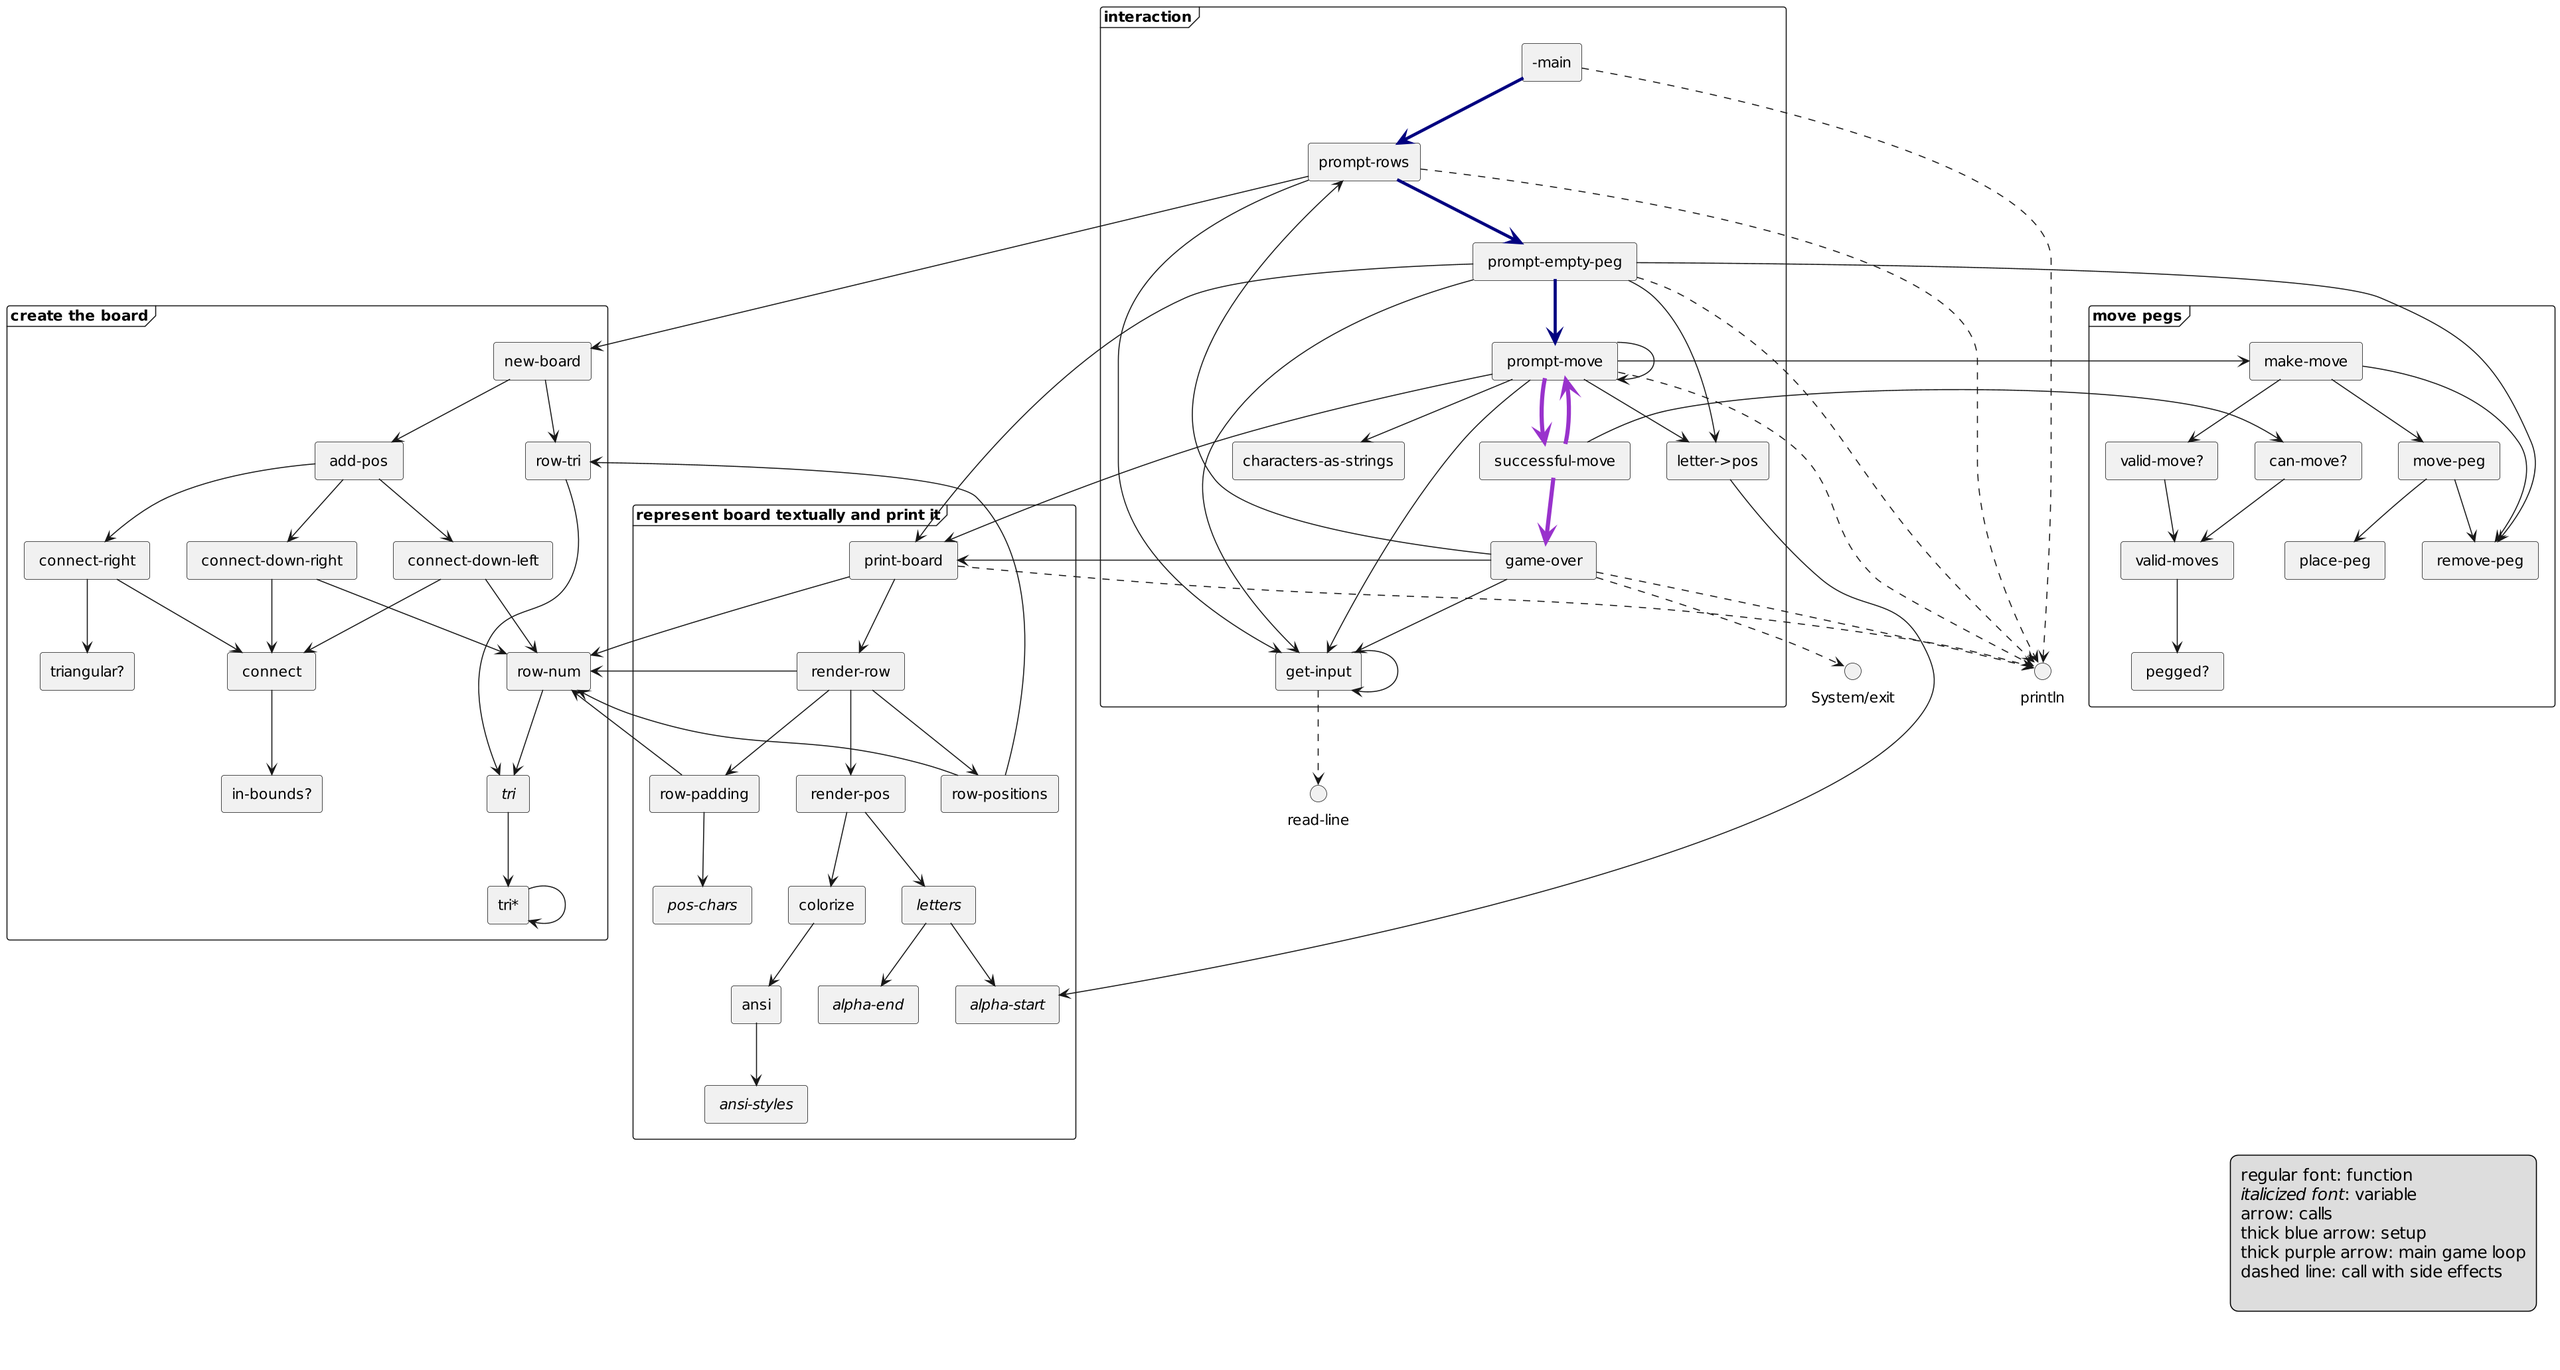 interaction
-main
prompt-rows
prompt-empty-peg
prompt-move
characters-as-strings
successful-move
letter->pos
game-over
get-input
System/exit
println
read-line
create the board
new-board
add-pos
row-tri
connect-right
connect-down-right
connect-down-left
triangular?
connect
row-num
in-bounds?
tri
tri*
represent board textually and print it
print-board
render-row
row-padding
render-pos
row-positions
pos-chars
colorize
letters
ansi
alpha-end
alpha-start
ansi-styles
move pegs
make-move
valid-move?
can-move?
move-peg
valid-moves
place-peg
remove-peg
pegged?
regular font: function
italicized font: variable
arrow: calls
thick blue arrow: setup
thick purple arrow: main game loop
dashed line: call with side effects